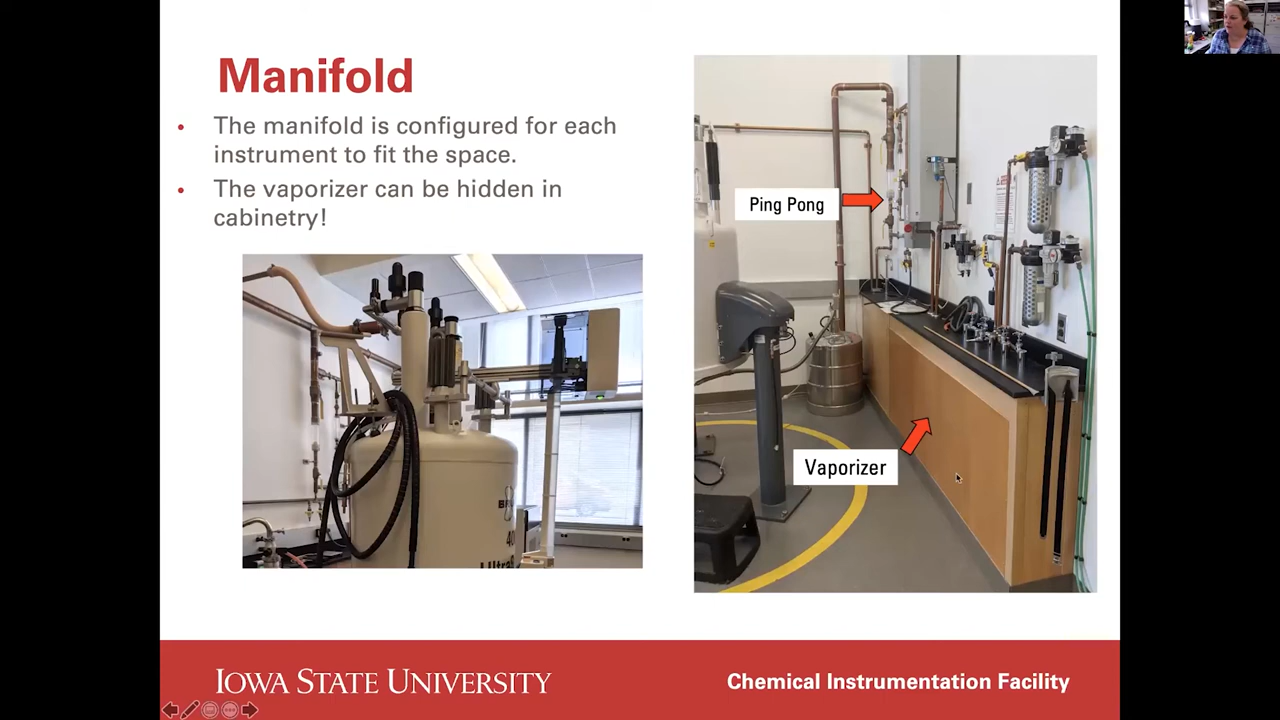 Manifold
• The manifold is configured for each
instrument to fit the space.
• The vaporizer can be hidden in
cabinetry!
Ping Pong
Vaporizer
40
IOWA STATE UNIVERSITY
Chemical Instrumentation Facility